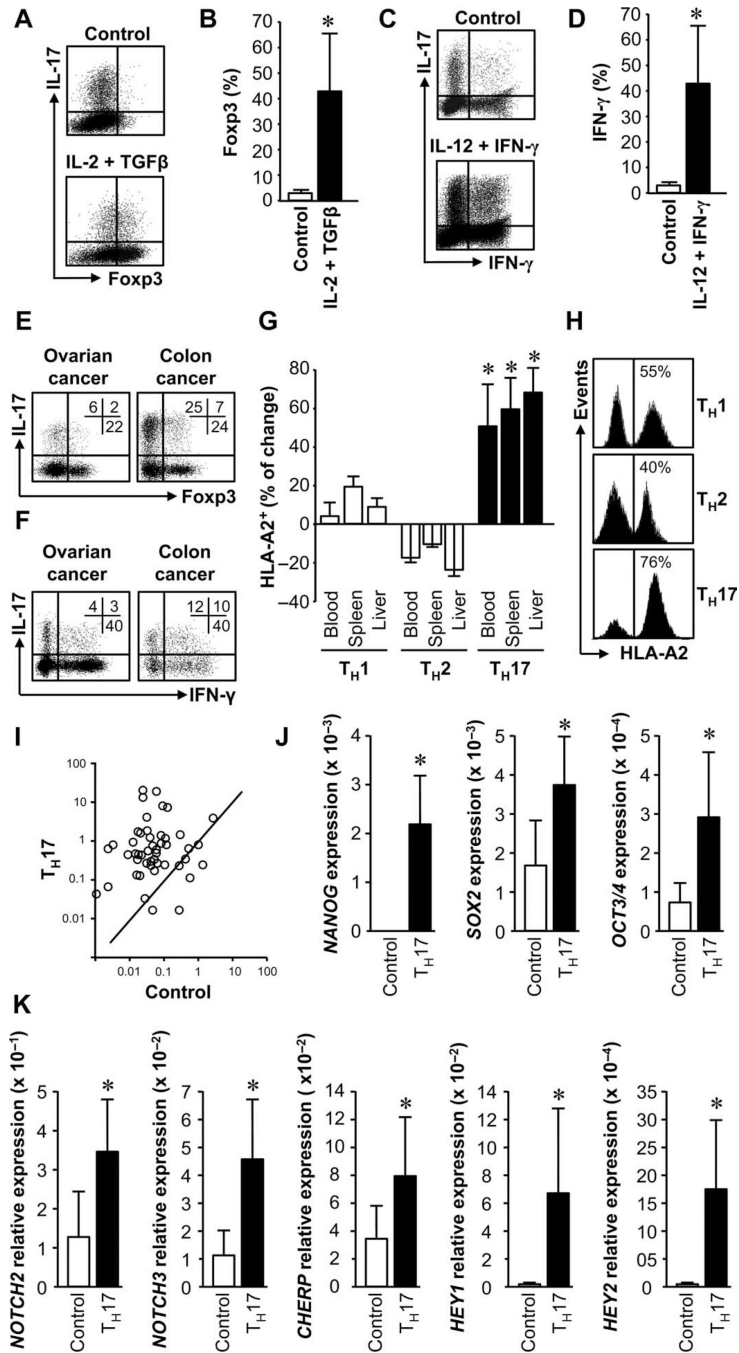 A
Control
IL-17
IL-2 + TGFβ
Foxp3
B
Foxp3 (%)
70
60
50
40
30
20
10
0
*
Control
IL-2 + TGFβ
C
Control
IL-17
IL-12 + IFN-γ
IFN-γ
D
IFN-γ (%)
70
60
50
40
30
20
10
0
*
Control
IL-12 + IFN-γ
E
Ovarian cancer
Colon cancer
IL-17
6 2
22
25 7
24
Foxp3
F
Ovarian cancer
Colon cancer
IL-17
4 3
40
12 10
40
IFN-γ
G
HLA-A2+ (% of change)
100
80
60
40
20
0
−20
−40
* * *
Blood Spleen Liver Blood Spleen Liver Blood Spleen Liver
TH1 TH2 TH17
H
Events
55%
TH1
40%
TH2
76%
TH17
HLA-A2
I
TH17
100
10
1
0.1
0.01
0.01 0.1 1 10 100
Control
J
NANOG expression (x 10−3)
4
3
2
1
0
*
Control
TH17
SOX2 expression (x 10−3)
5
4
3
2
1
0
*
Control
TH17
OCT3/4 expression (x 10−4)
5
4
3
2
1
0
*
Control
TH17
K
NOTCH2 relative expression (x 10−1)
5
4
3
2
1
0
*
Control
TH17
NOTCH3 relative expression (x 10−2)
7
6
5
4
3
2
1
0
*
Control
TH17
CHERP relative expression ( x10−2)
14
12
10
8
6
4
2
0
*
Control
TH17
HEY1 relative expression (x 10−2)
14
12
10
8
6
4
2
0
*
Control
TH17
HEY2 relative expression (x 10−4)
35
30
25
20
15
10
05
0
*
Control
TH17